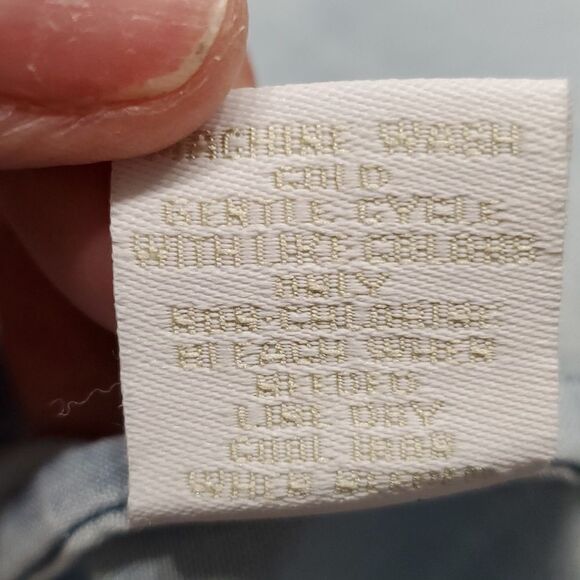 MACHINE WASH
COLD
GENTLE CYCLE
WITH LIKE COLORS
ONLY
NON-CHLORINE
BLEACH WHEN
NEEDED
LINE DRY
COOL IRON
WHEN NEEDED